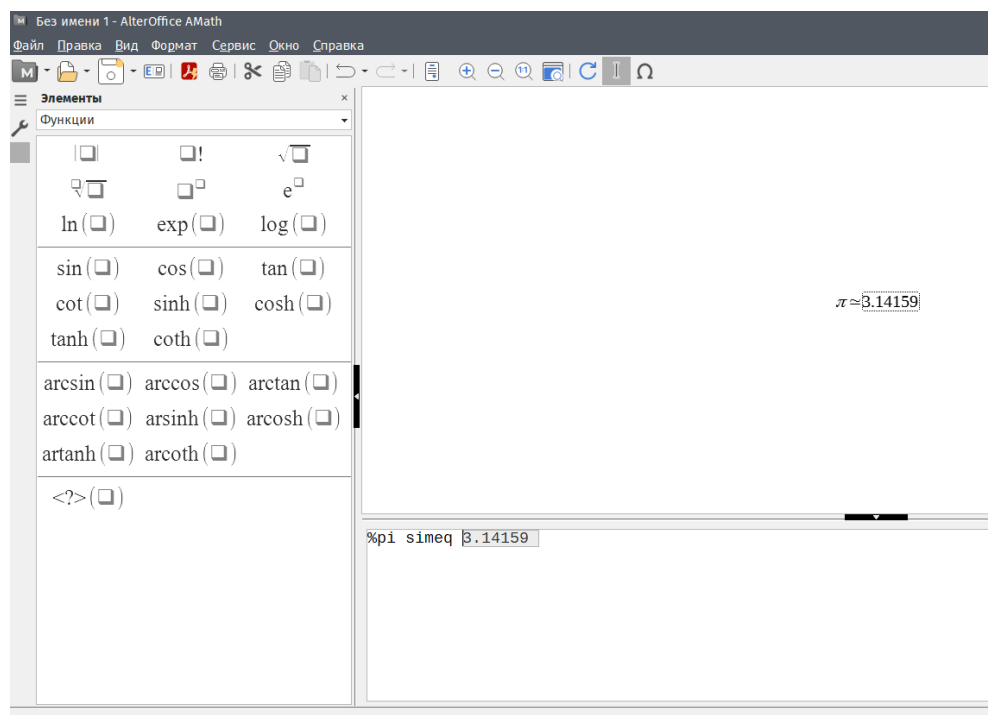 Без имени 1 - AlterOffice AMath
Файл Правка Вид Формат Сервис Окно Справка
Элементы
Функции
|❏| ❏! √❏
❏√❏ ❏❏ e❏
ln(❏) exp(❏) log(❏)
sin(❏) cos(❏) tan(❏)
cot(❏) sinh(❏) cosh(❏)
tanh(❏) coth(❏)
arcsin(❏) arccos(❏) arctan(❏)
arccot(❏) arsinh(❏) arcosh(❏)
artanh(❏) arcoth(❏)
<?>(❏)
π≃3.14159
%pi simeq 3.14159